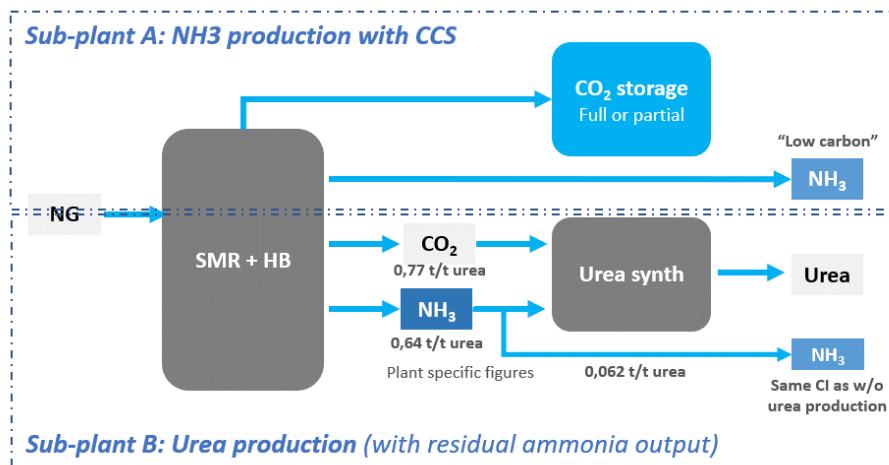 Sub-plant A: NH3 production with CCS
CO₂ storage
Full or partial
“Low carbon”
NH₃
NG
SMR + HB
CO₂
0,77 t/t urea
Urea synth
Urea
NH₃
0,64 t/t urea
Plant specific figures
0,062 t/t urea
NH₃
Same CI as w/o
urea production
Sub-plant B: Urea production (with residual ammonia output)